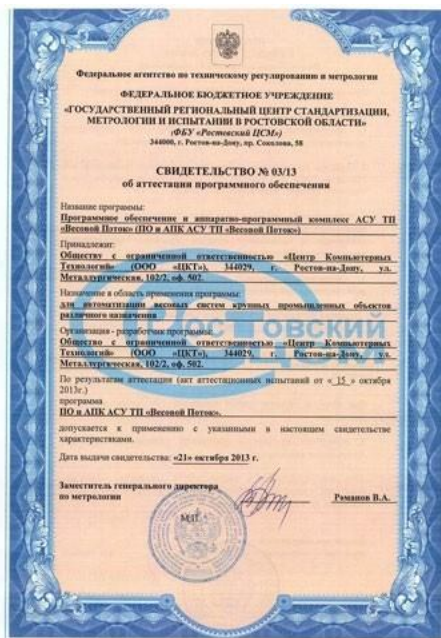 Федеральное агентство по техническому регулированию и метрологии
ФЕДЕРАЛЬНОЕ БЮДЖЕТНОЕ УЧРЕЖДЕНИЕ
«ГОСУДАРСТВЕННЫЙ РЕГИОНАЛЬНЫЙ ЦЕНТР СТАНДАРТИЗАЦИИ,
МЕТРОЛОГИИ И ИСПЫТАНИЙ В РОСТОВСКОЙ ОБЛАСТИ»
(ФБУ «Ростовский ЦСМ»)
344000, г. Ростов-на-Дону, пр. Соколова, 58
СВИДЕТЕЛЬСТВО № 03/13
об аттестации программного обеспечения
Название программы:
Программное обеспечение и аппаратно-программный комплекс АСУ ТП
«Весовой Поток» (ПО и АПК АСУ ТП «Весовой Поток»)
Принадлежит:
Обществу с ограниченной ответственностью «Центр Компьютерных
Технологий» (ООО «ЦКТ»), 344029, г. Ростов-на-Дону, ул.
Металлургическая, 102/2, оф. 502.
Назначение и область применения программы:
для автоматизации весовых систем крупных промышленных объектов
различного назначения
Организация - разработчик программы:
Общество с ограниченной ответственностью «Центр Компьютерных
Технологий» (ООО «ЦКТ»), 344029, г. Ростов-на-Дону, ул.
Металлургическая, 102/2, оф. 502.
По результатам аттестации (акт аттестационных испытаний от «15» октября
2013г.)
программа
ПО и АПК АСУ ТП «Весовой Поток».
допускается к применению с указанными в настоящем свидетельстве
характеристиками.
Дата выдачи свидетельства: «21» октября 2013 г.
Заместитель генерального директора
по метрологии
Романов В.А.
М.П.